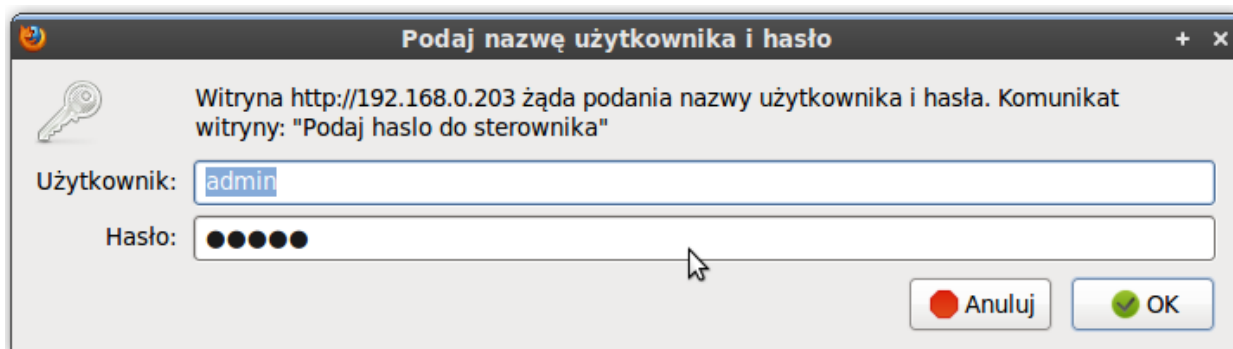 Podaj nazwę użytkownika i hasło
Witryna http://192.168.0.203 żąda podania nazwy użytkownika i hasła. Komunikat
witryny: "Podaj haslo do sterownika"
Użytkownik: admin
Hasło: ●●●●●
Anuluj OK